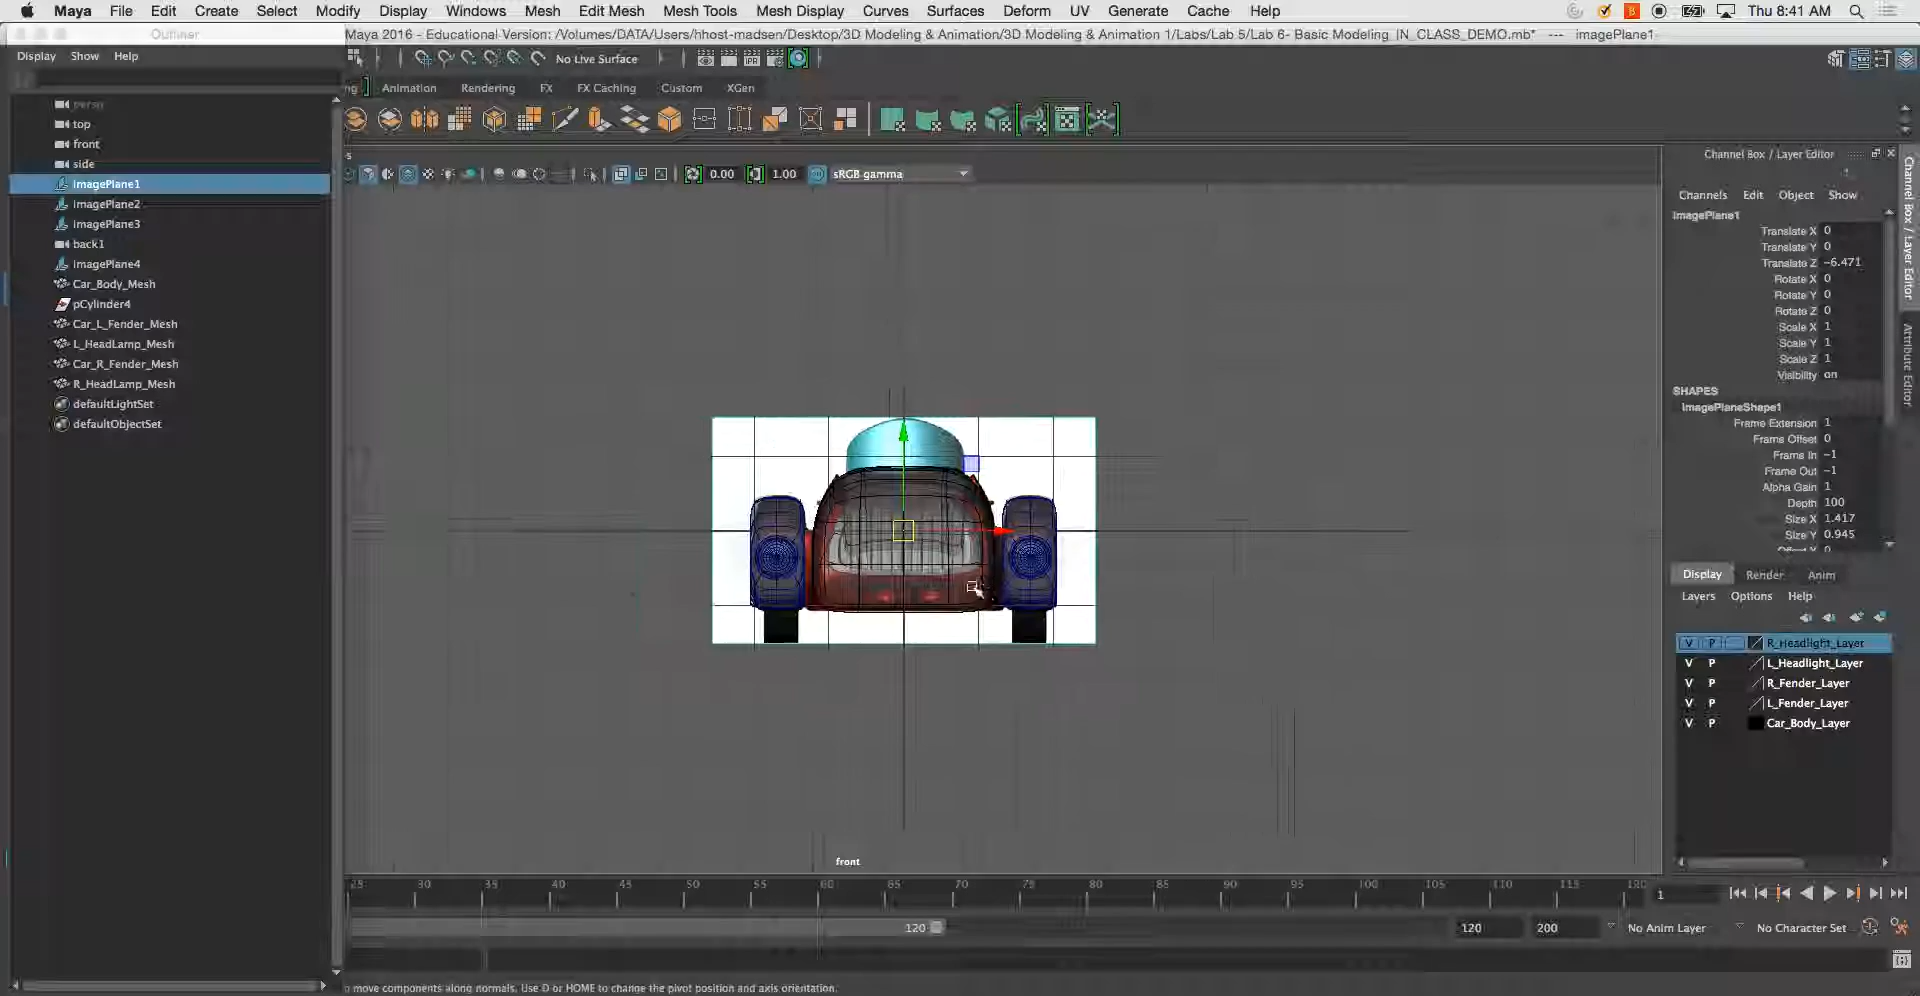 Maya File Edit Create Select Modify Display Windows Mesh Edit Mesh Mesh Tools Mesh Display Curves Surfaces Deform UV Generate Cache Help Thu 8:41 AM
Outliner
Maya 2016 - Educational Version: /Volumes/DATA/Users/hhost-madsen/Desktop/3D Modeling & Animation/3D Modeling & Animation 1/Labs/Lab 5/Lab 6- Basic Modeling_IN_CLASS_DEMO.mb* --- imagePlane1
Display Show Help
No Live Surface
Animation Rendering FX FX Caching Custom XGen
persp
top
front
side
imagePlane1
imagePlane2
imagePlane3
back1
imagePlane4
Car_Body_Mesh
pCylinder4
Car_L_Fender_Mesh
L_HeadLamp_Mesh
Car_R_Fender_Mesh
R_HeadLamp_Mesh
defaultLightSet
defaultObjectSet
0.00 1.00 sRGB gamma
front
Channel Box / Layer Editor
Channels Edit Object Show
imagePlane1
Translate X 0
Translate Y 0
Translate Z -6.471
Rotate X 0
Rotate Y 0
Rotate Z 0
Scale X 1
Scale Y 1
Scale Z 1
Visibility on
SHAPES
imagePlaneShape1
Frame Extension 1
Frame Offset 0
Frame In -1
Frame Out -1
Alpha Gain 1
Depth 100
Size X 1.417
Size Y 0.945
Offset X 0
Channel Box / Layer Editor
Attribute Editor
Display Render Anim
Layers Options Help
V P R_Headlight_Layer
V P L_Headlight_Layer
V P R_Fender_Layer
V P L_Fender_Layer
V P Car_Body_Layer
25 30 35 40 45 50 55 60 65 70 75 80 85 90 95 100 105 110 115 120
1
120 120 200 No Anim Layer No Character Set
move components along normals. Use D or HOME to change the pivot position and axis orientation.